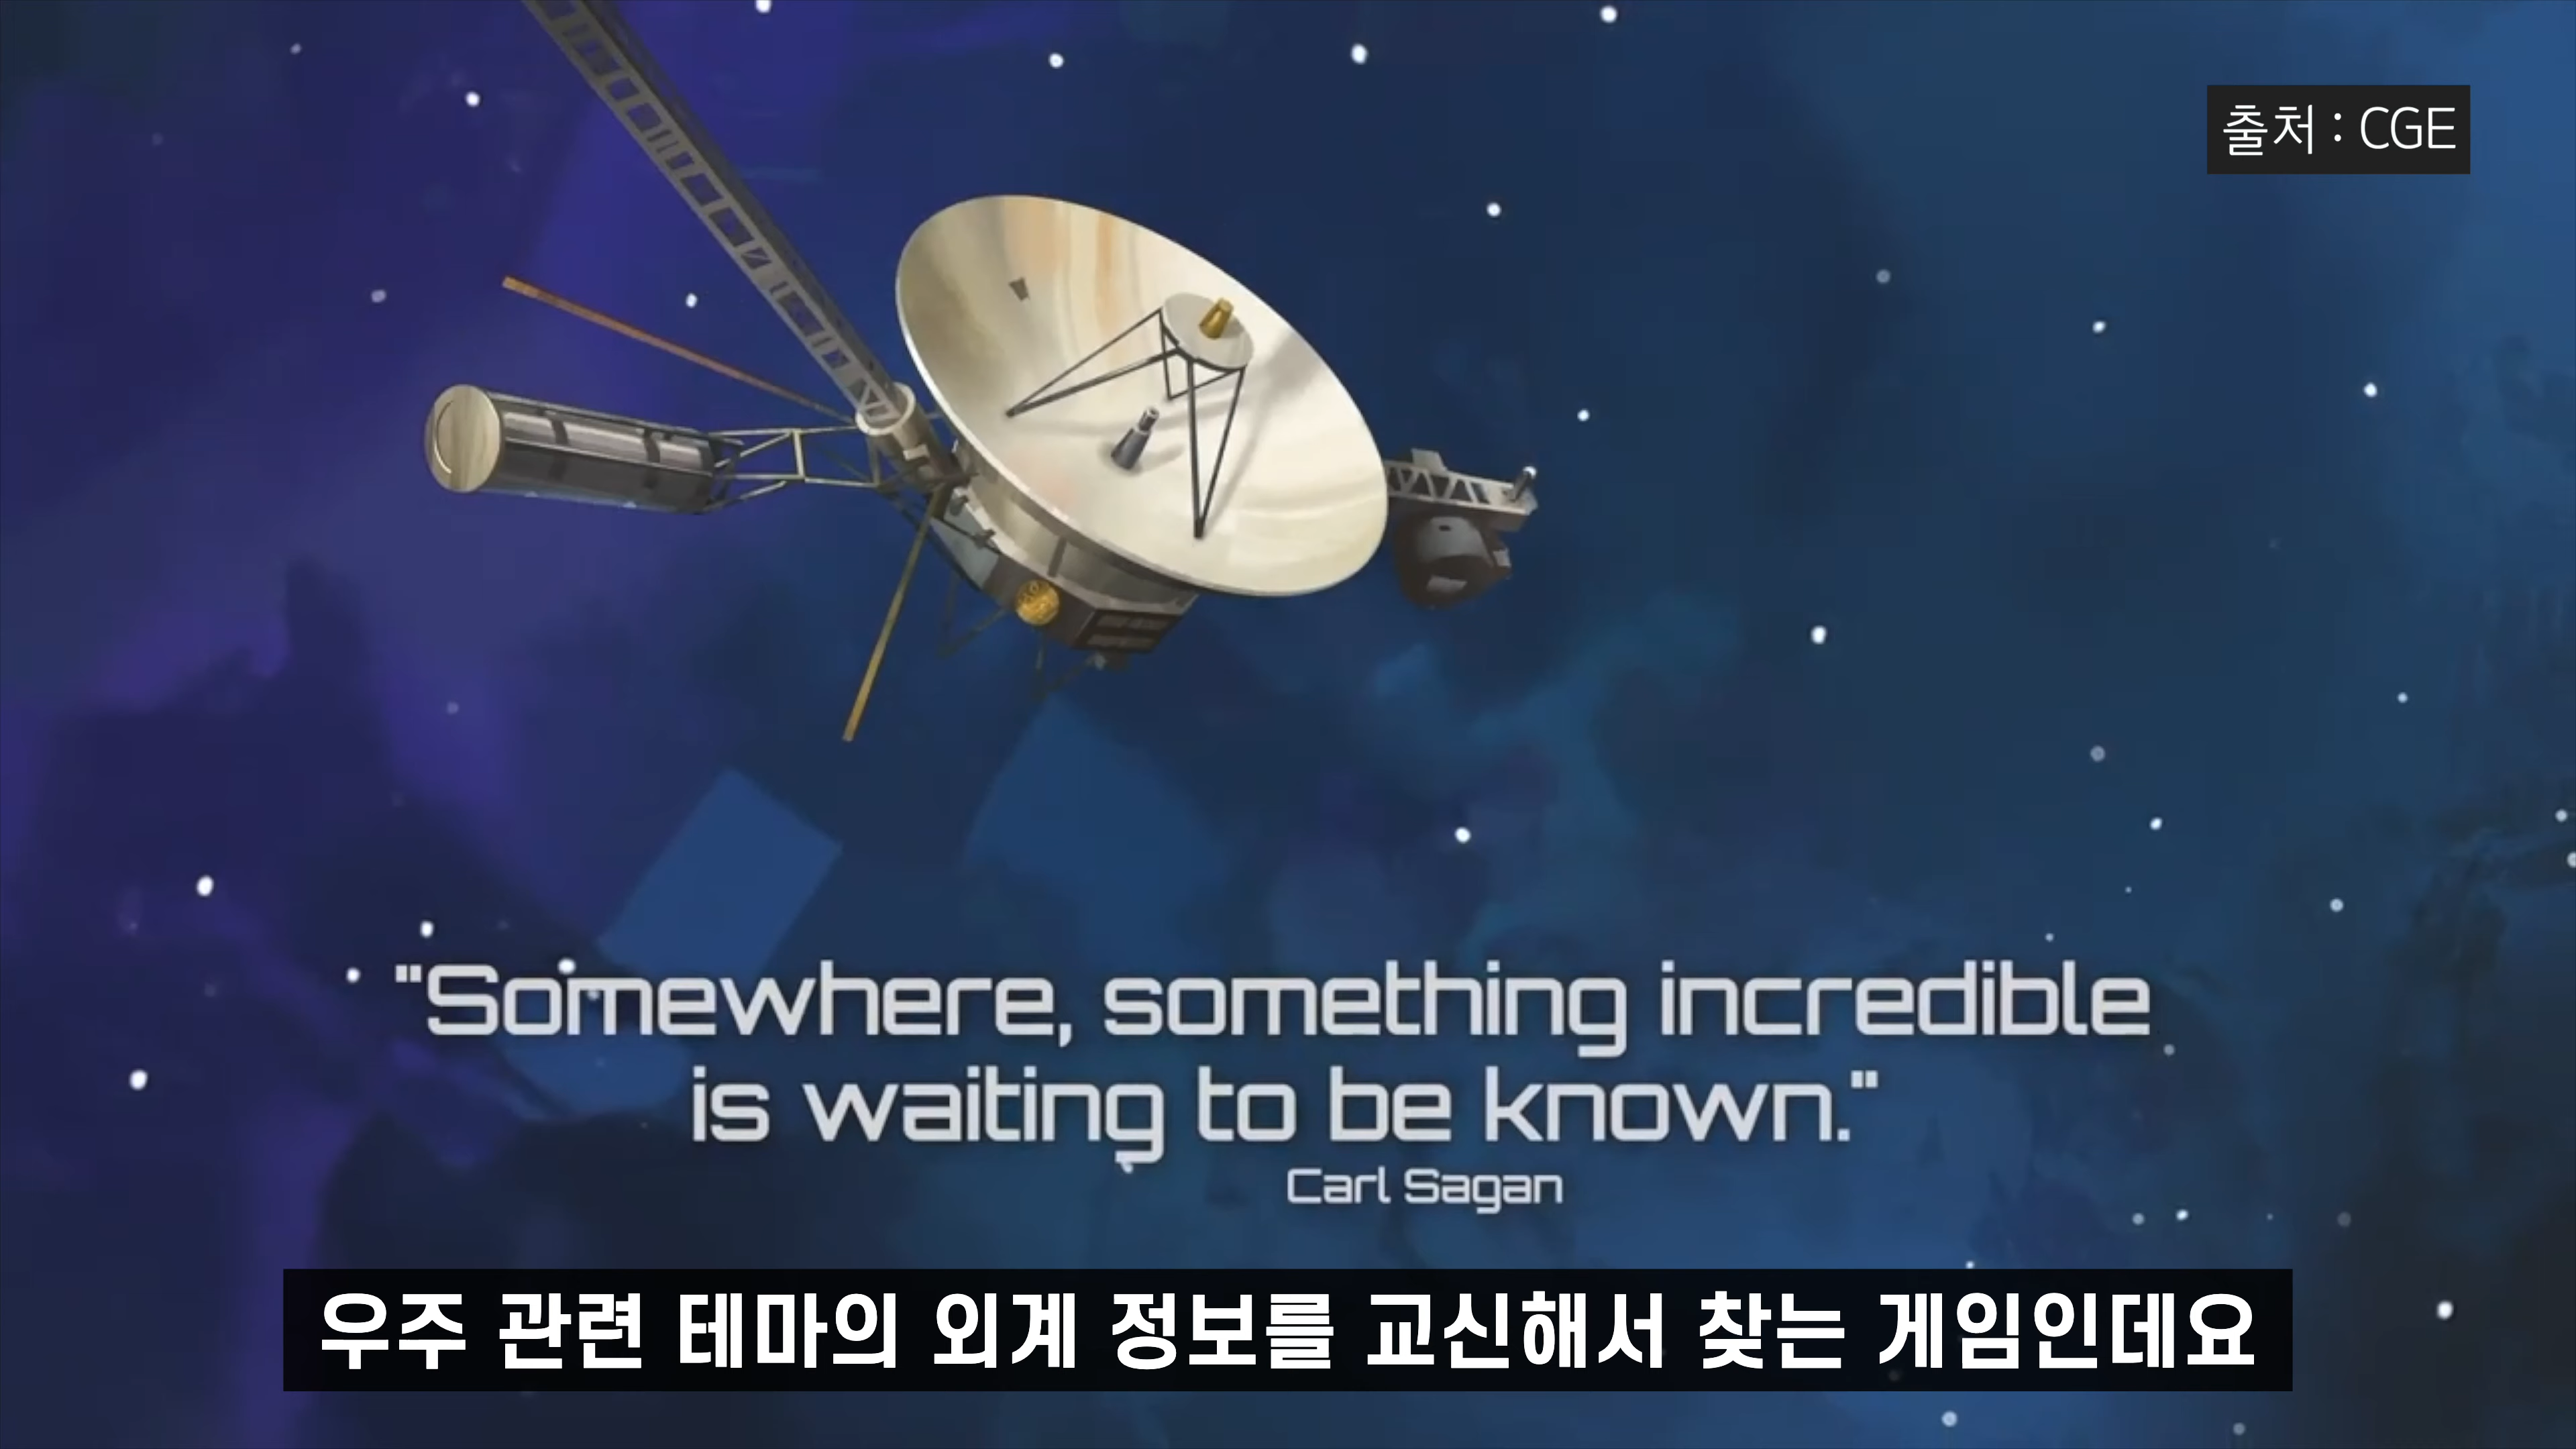 출처 : CGE
"Somewhere, something incredible
is waiting to be known."
Carl Sagan
우주 관련 테마의 외계 정보를 교신해서 찾는 게임인데요